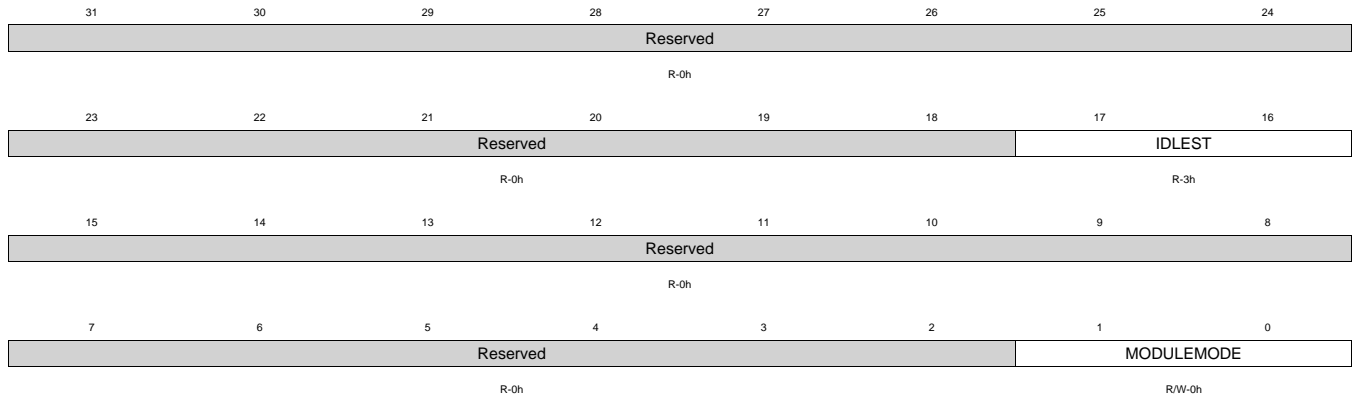 31 30 29 28 27 26 25 24
Reserved
R-0h
23 22 21 20 19 18 17 16
Reserved IDLEST
R-0h R-3h
15 14 13 12 11 10 9 8
Reserved
R-0h
7 6 5 4 3 2 1 0
Reserved MODULEMODE
R-0h R/W-0h